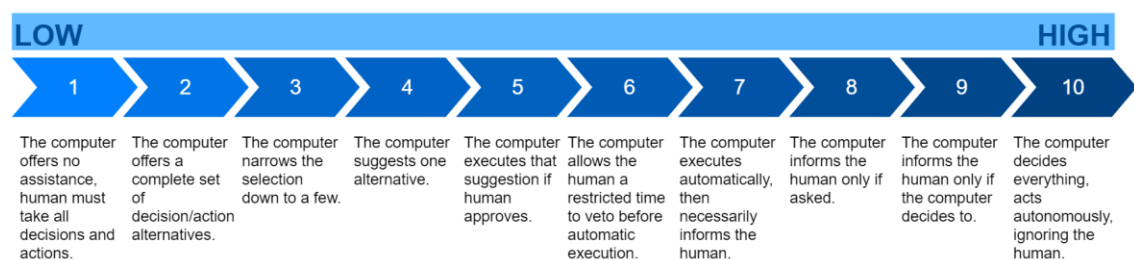 LOW
HIGH
1
2
3
4
5
6
7
8
9
10
The computer
offers no
assistance,
human must
take all
decisions and
actions.
The computer
offers a
complete set
of
decision/action
alternatives.
The computer
narrows the
selection
down to a few.
The computer
suggests one
alternative.
The computer
executes that
suggestion if
human
approves.
The computer
allows the
human a
restricted time
to veto before
automatic
execution.
The computer
executes
automatically,
then
necessarily
informs the
human.
The computer
informs the
human only if
asked.
The computer
informs the
human only if
the computer
decides to.
The computer
decides
everything,
acts
autonomously,
ignoring the
human.